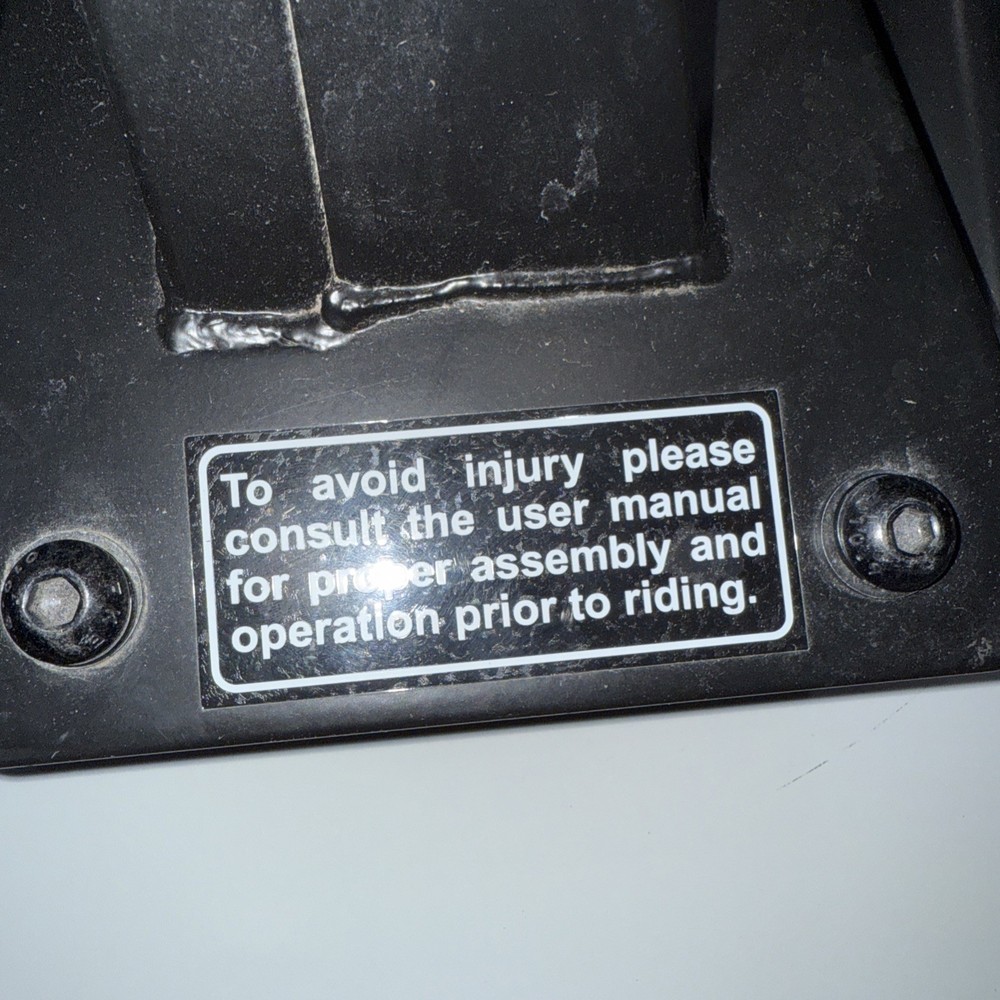 To avoid injury please
consult the user manual
for proper assembly and
operation prior to riding.